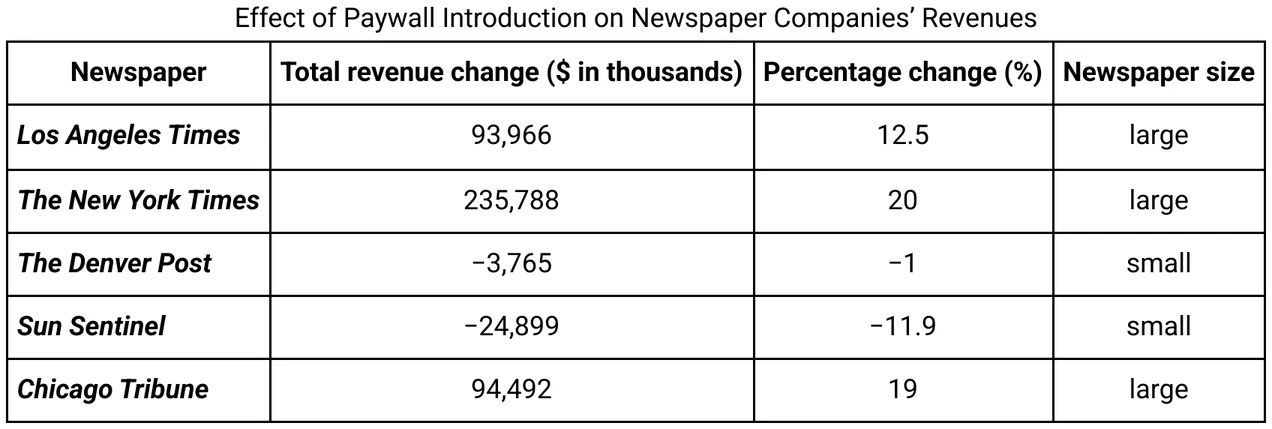 Effect of Paywall Introduction on Newspaper Companies’ Revenues
Newspaper Total revenue change ($ in thousands) Percentage change (%) Newspaper size
Los Angeles Times 93,966 12.5 large
The New York Times 235,788 20 large
The Denver Post −3,765 −1 small
Sun Sentinel −24,899 −11.9 small
Chicago Tribune 94,492 19 large